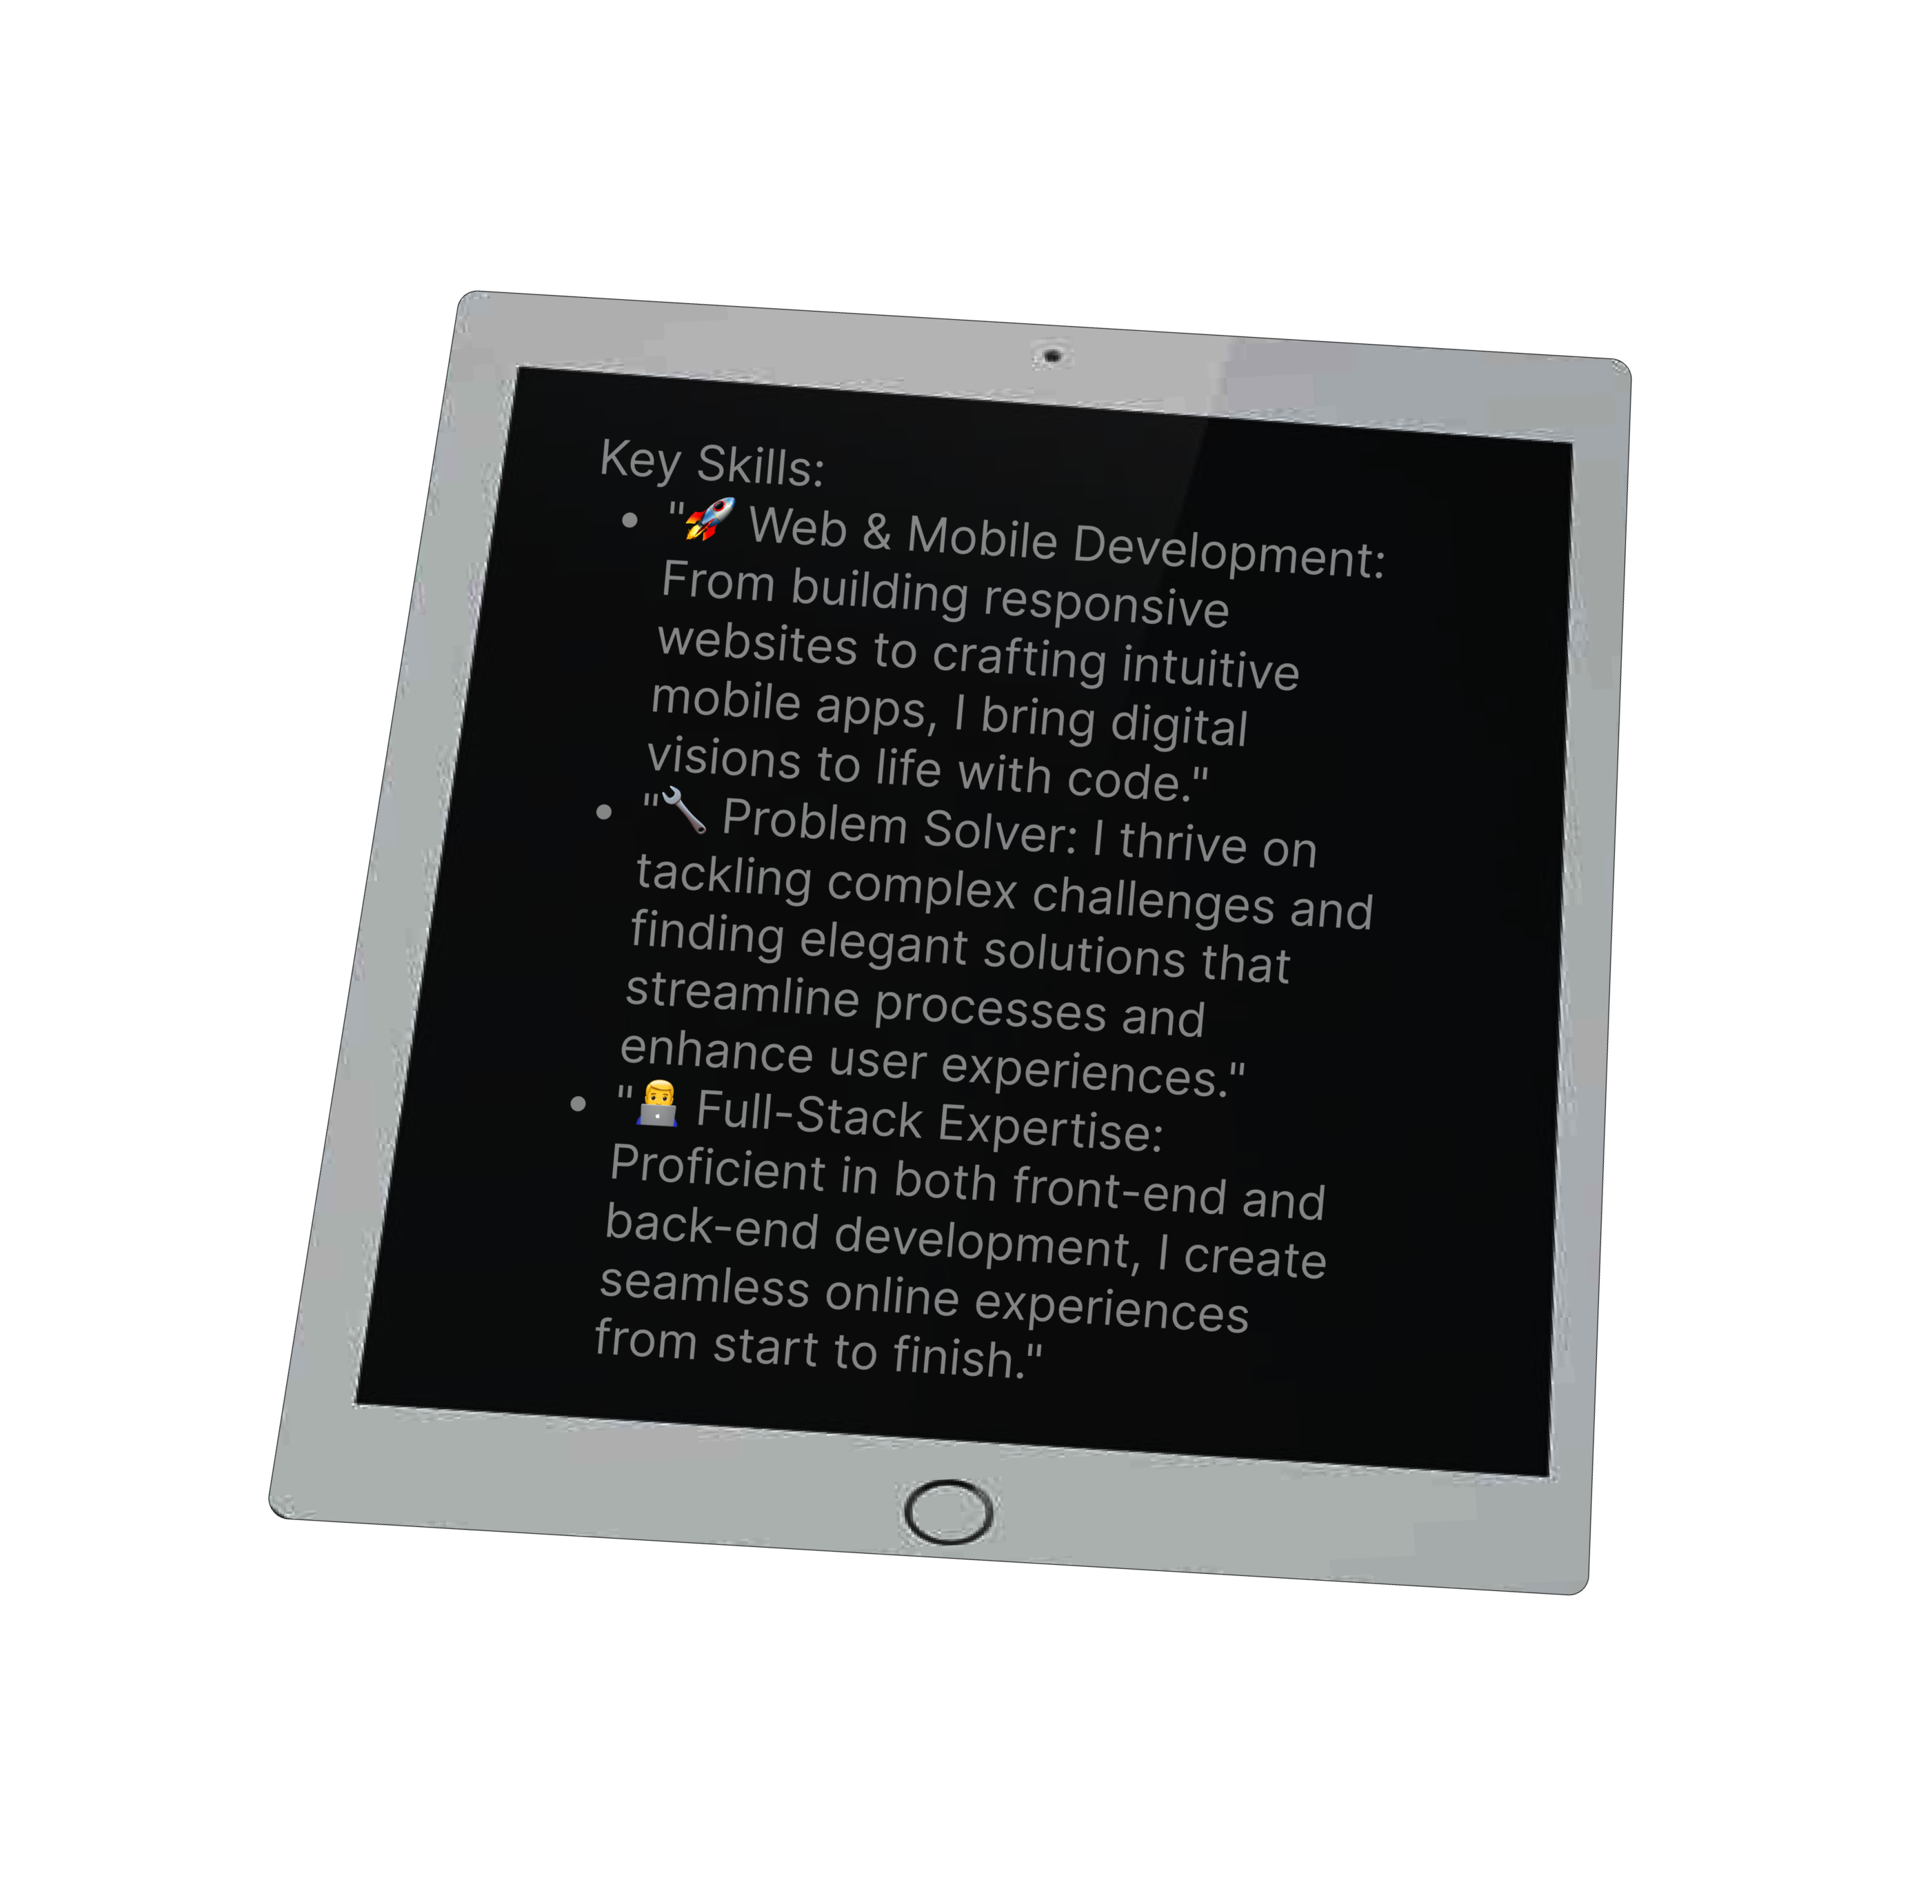 Key Skills:
• "🚀 Web & Mobile Development:
From building responsive
websites to crafting intuitive
mobile apps, I bring digital
visions to life with code."
• "🔧 Problem Solver: I thrive on
tackling complex challenges and
finding elegant solutions that
streamline processes and
enhance user experiences."
• "👨‍💻 Full-Stack Expertise:
Proficient in both front-end and
back-end development, I create
seamless online experiences
from start to finish."